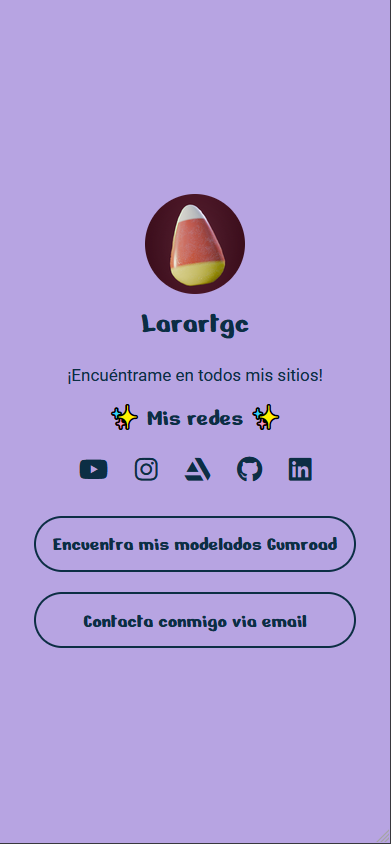 Larartgc
¡Encuéntrame en todos mis sitios!
✨ Mis redes ✨
Encuentra mis modelados Gumroad
Contacta conmigo via email